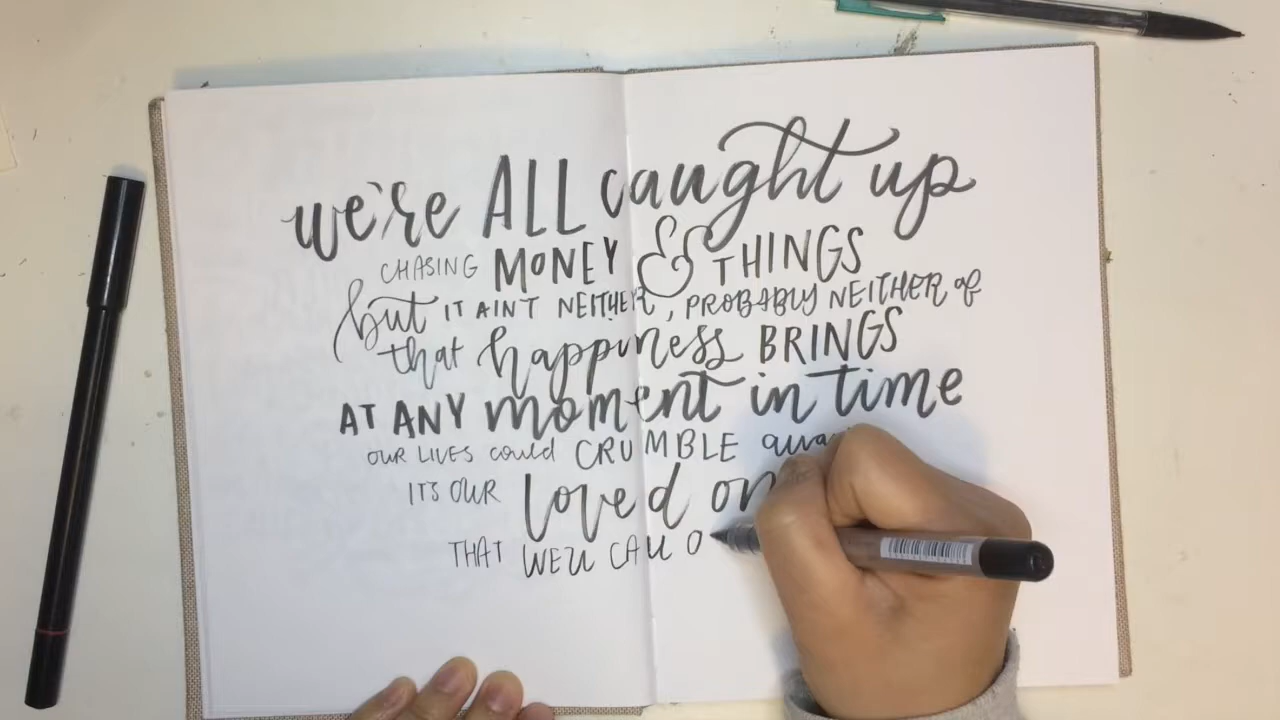 we're ALL caught up
CHASING MONEY & THINGS
but IT AINT NEITHER, PROBABLY NEITHER of
that happiness BRINGS
AT ANY moment in time
OUR LIVES could CRUMBLE
ITS OUR loved
THAT WE'LL CALL O